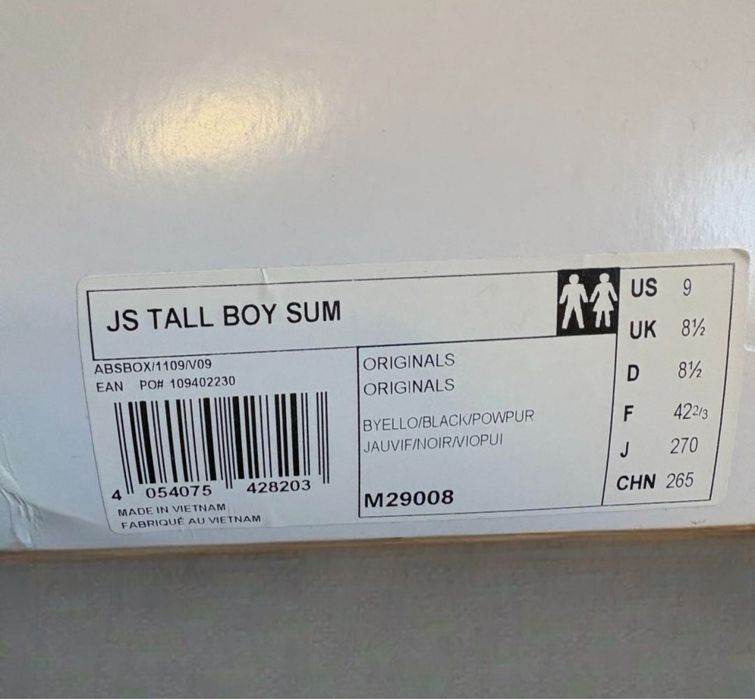 JS TALL BOY SUM
ABSBOX/1109/V09
EAN PO# 109402230
4 054075 428203
MADE IN VIETNAM
FABRIQUÉ AU VIETNAM
ORIGINALS
ORIGINALS
BYELLO/BLACK/POWPUR
JAUVIF/NOIR/VIOPUI
M29008
US 9
UK 8½
D 8½
F 42 2/3
J 270
CHN 265